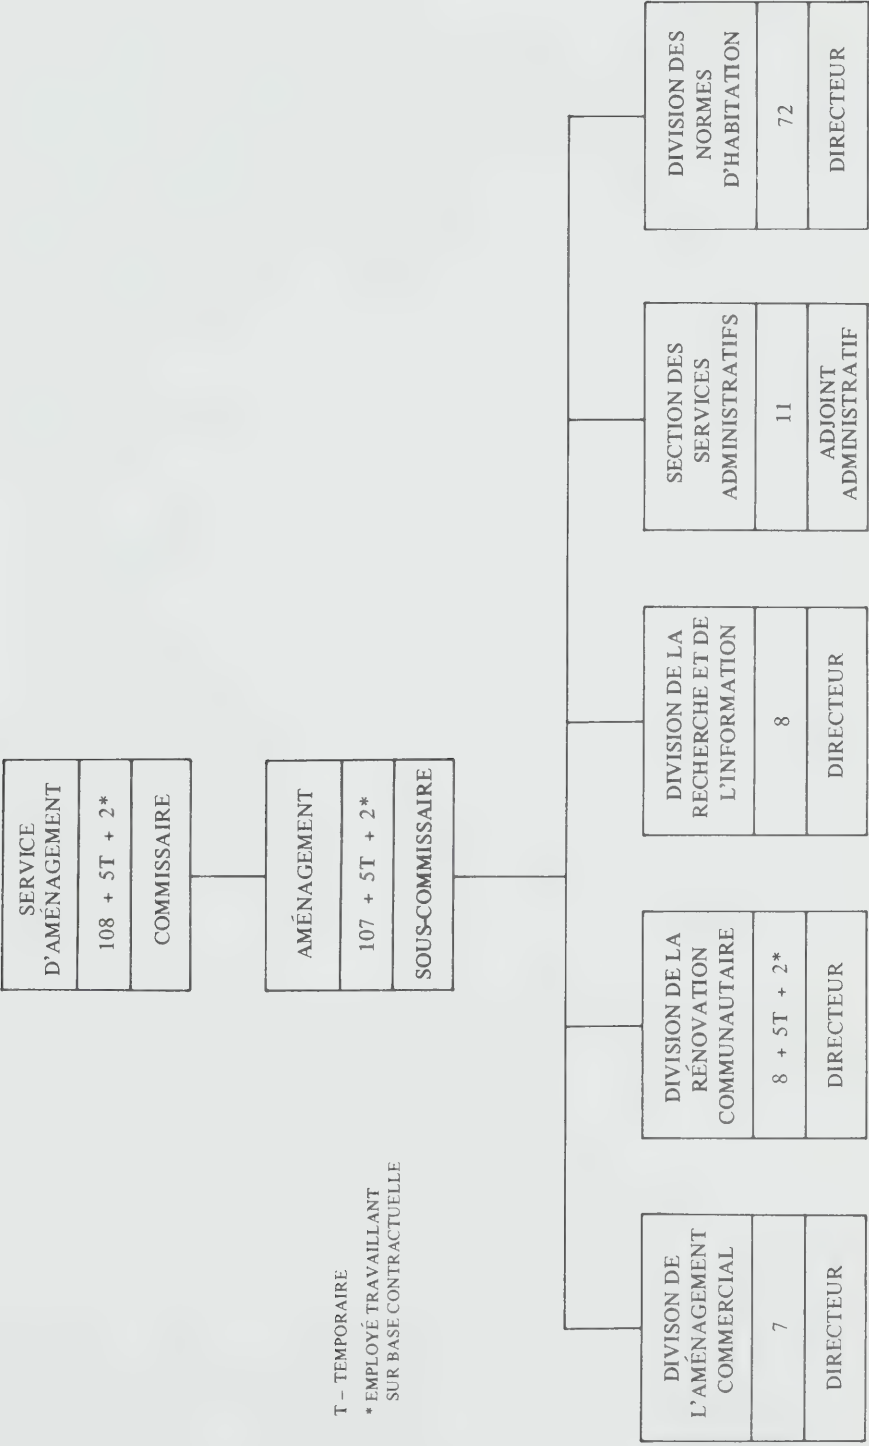 SERVICE
D'AMÉNAGEMENT
108 + 5T + 2*
COMMISSAIRE
AMÉNAGEMENT
107 + 5T + 2*
SOUS-COMMISSAIRE
T – TEMPORAIRE
* EMPLOYÉ TRAVAILLANT
SUR BASE CONTRACTUELLE
DIVISON DE
L'AMÉNAGEMENT
COMMERCIAL
7
DIRECTEUR
DIVISION DE LA
RÉNOVATION
COMMUNAUTAIRE
8 + 5T + 2*
DIRECTEUR
DIVISION DE LA
RECHERCHE ET DE
L'INFORMATION
8
DIRECTEUR
SECTION DES
SERVICES
ADMINISTRATIFS
11
ADJOINT
ADMINISTRATIF
DIVISION DES
NORMES
D'HABITATION
72
DIRECTEUR